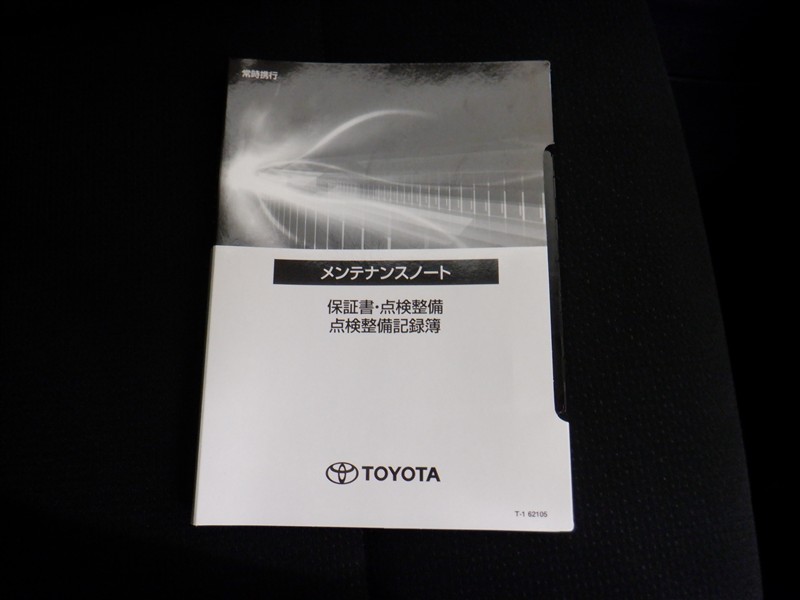 常時携行
メンテナンスノート
保証書・点検整備
点検整備記録簿
TOYOTA
T-1 62105